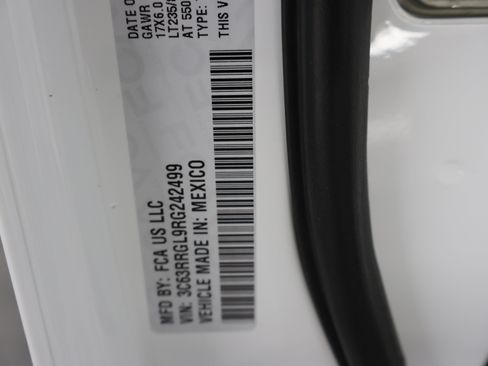 DATE O
GAWR
17X6.0
LT235/
AT 550
TYPE:
THIS V
MFD BY: FCA US LLC
VIN: 3C63RRGL9RG242499
VEHICLE MADE IN: MEXICO